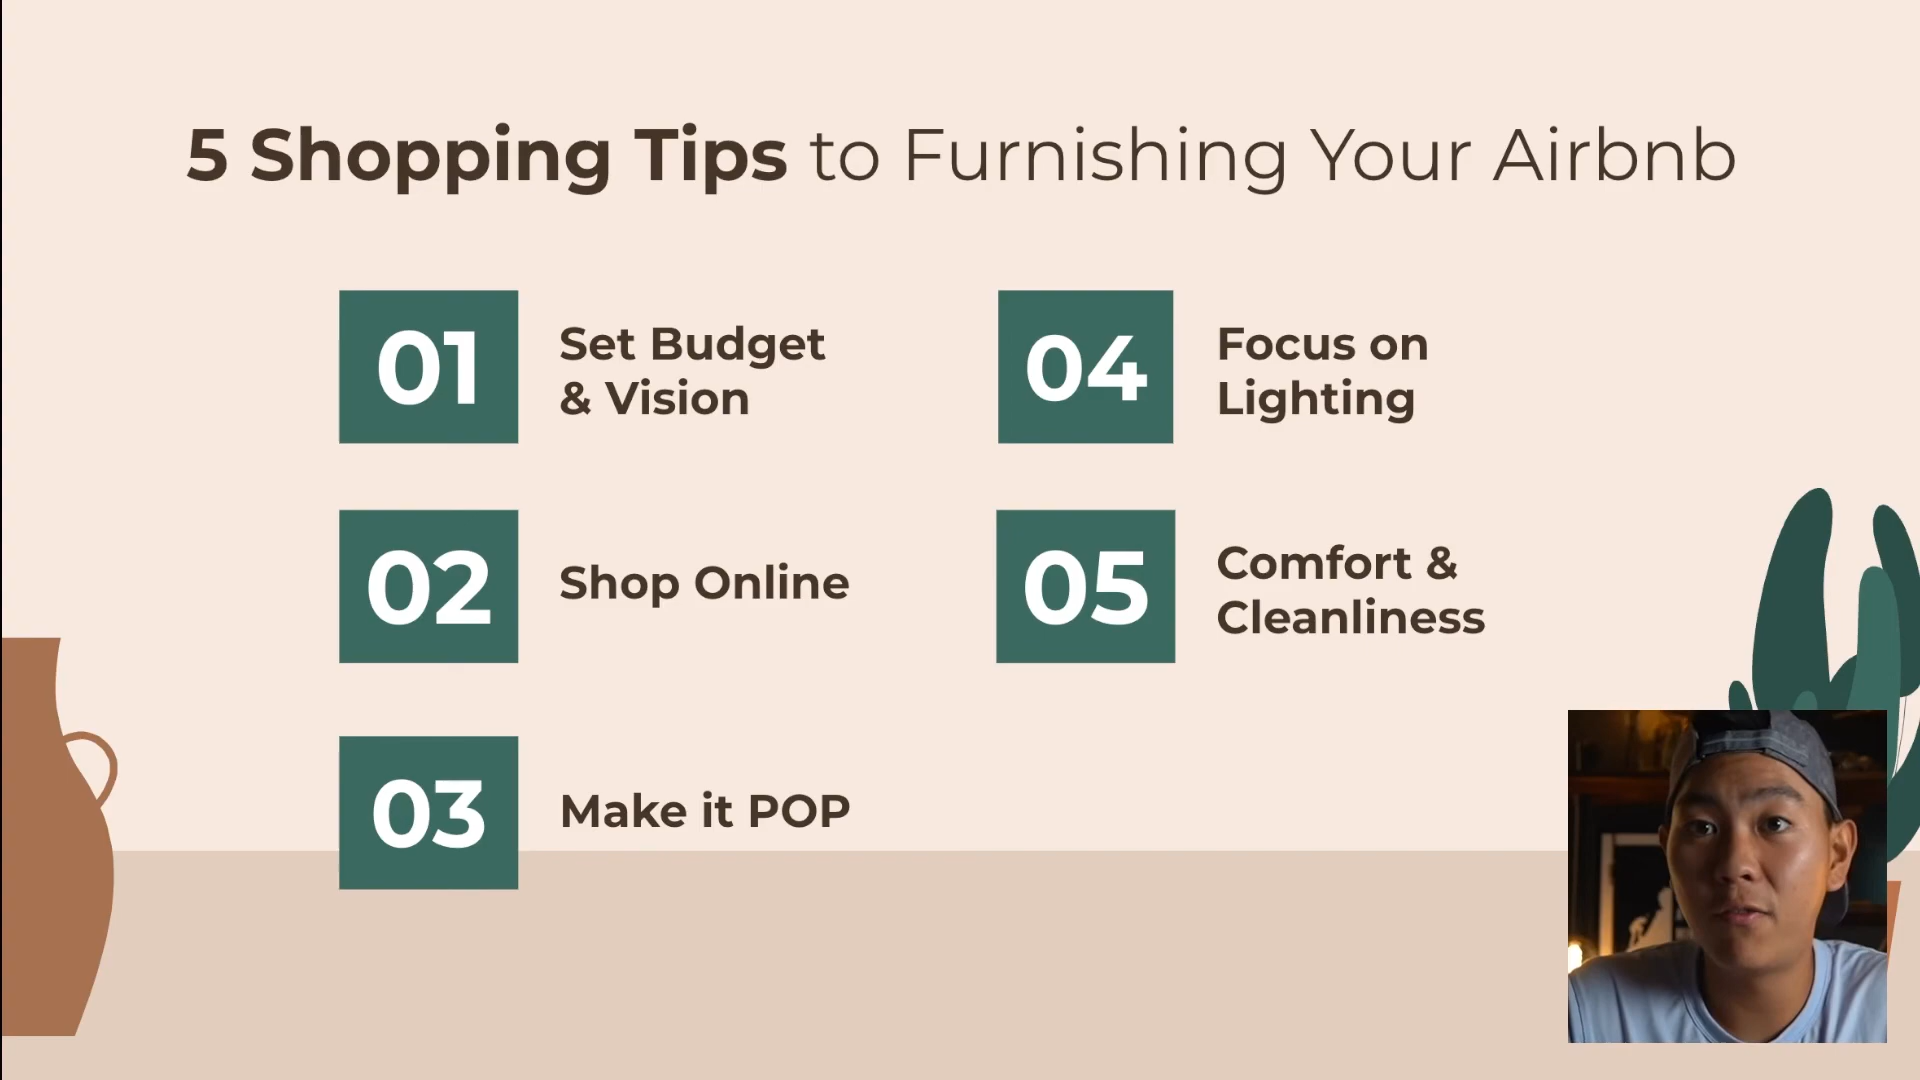 5 Shopping Tips to Furnishing Your Airbnb
01
Set Budget
& Vision
02
Shop Online
03
Make it POP
04
Focus on
Lighting
05
Comfort &
Cleanliness